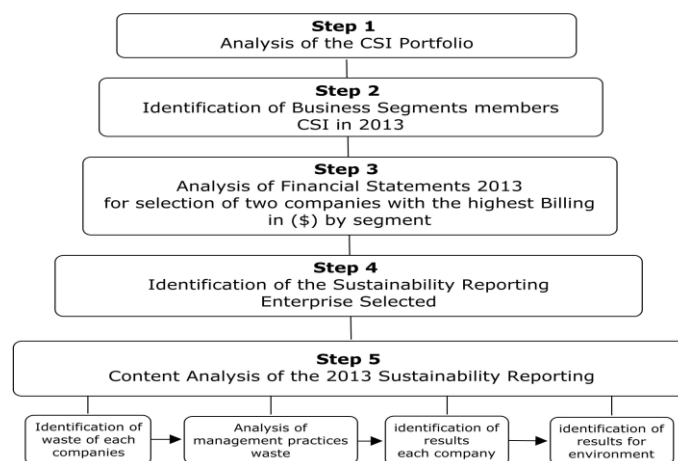 Step 1
Analysis of the CSI Portfolio
Step 2
Identification of Business Segments members
CSI in 2013
Step 3
Analysis of Financial Statements 2013
for selection of two companies with the highest Billing
in ($) by segment
Step 4
Identification of the Sustainability Reporting
Enterprise Selected
Step 5
Content Analysis of the 2013 Sustainability Reporting
Identification of
waste of each
companies
Analysis of
management practices
waste
identification of
results
each company
identification of
results for
environment